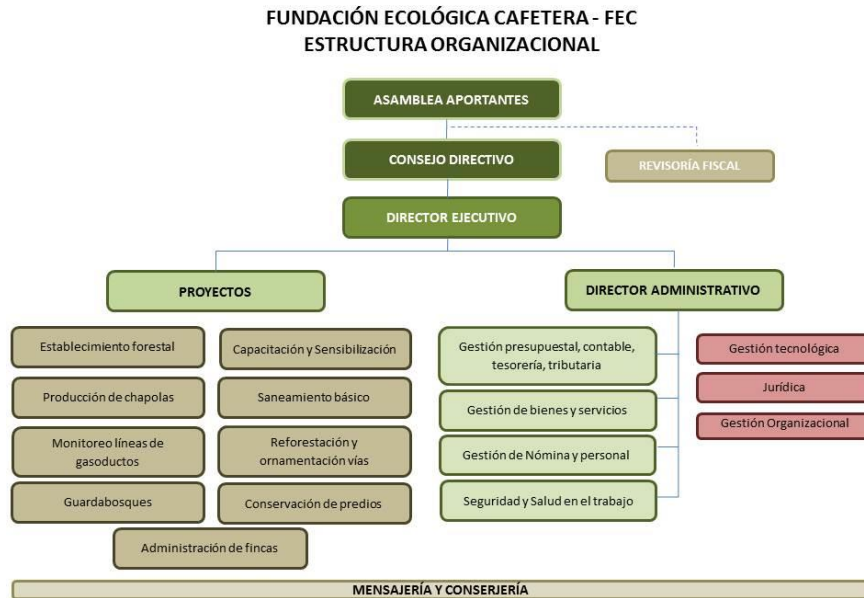 FUNDACIÓN ECOLÓGICA CAFETERA - FEC
ESTRUCTURA ORGANIZACIONAL
ASAMBLEA APORTANTES
CONSEJO DIRECTIVO
REVISORÍA FISCAL
DIRECTOR EJECUTIVO
PROYECTOS
DIRECTOR ADMINISTRATIVO
Establecimiento forestal
Capacitación y Sensibilización
Producción de chapolas
Saneamiento básico
Monitoreo líneas de
gasoductos
Reforestación y
ornamentación vías
Guardabosques
Conservación de predios
Administración de fincas
Gestión presupuestal, contable,
tesorería, tributaria
Gestión de bienes y servicios
Gestión de Nómina y personal
Seguridad y Salud en el trabajo
Gestión tecnológica
Jurídica
Gestión Organizacional
MENSAJERÍA Y CONSERJERÍA